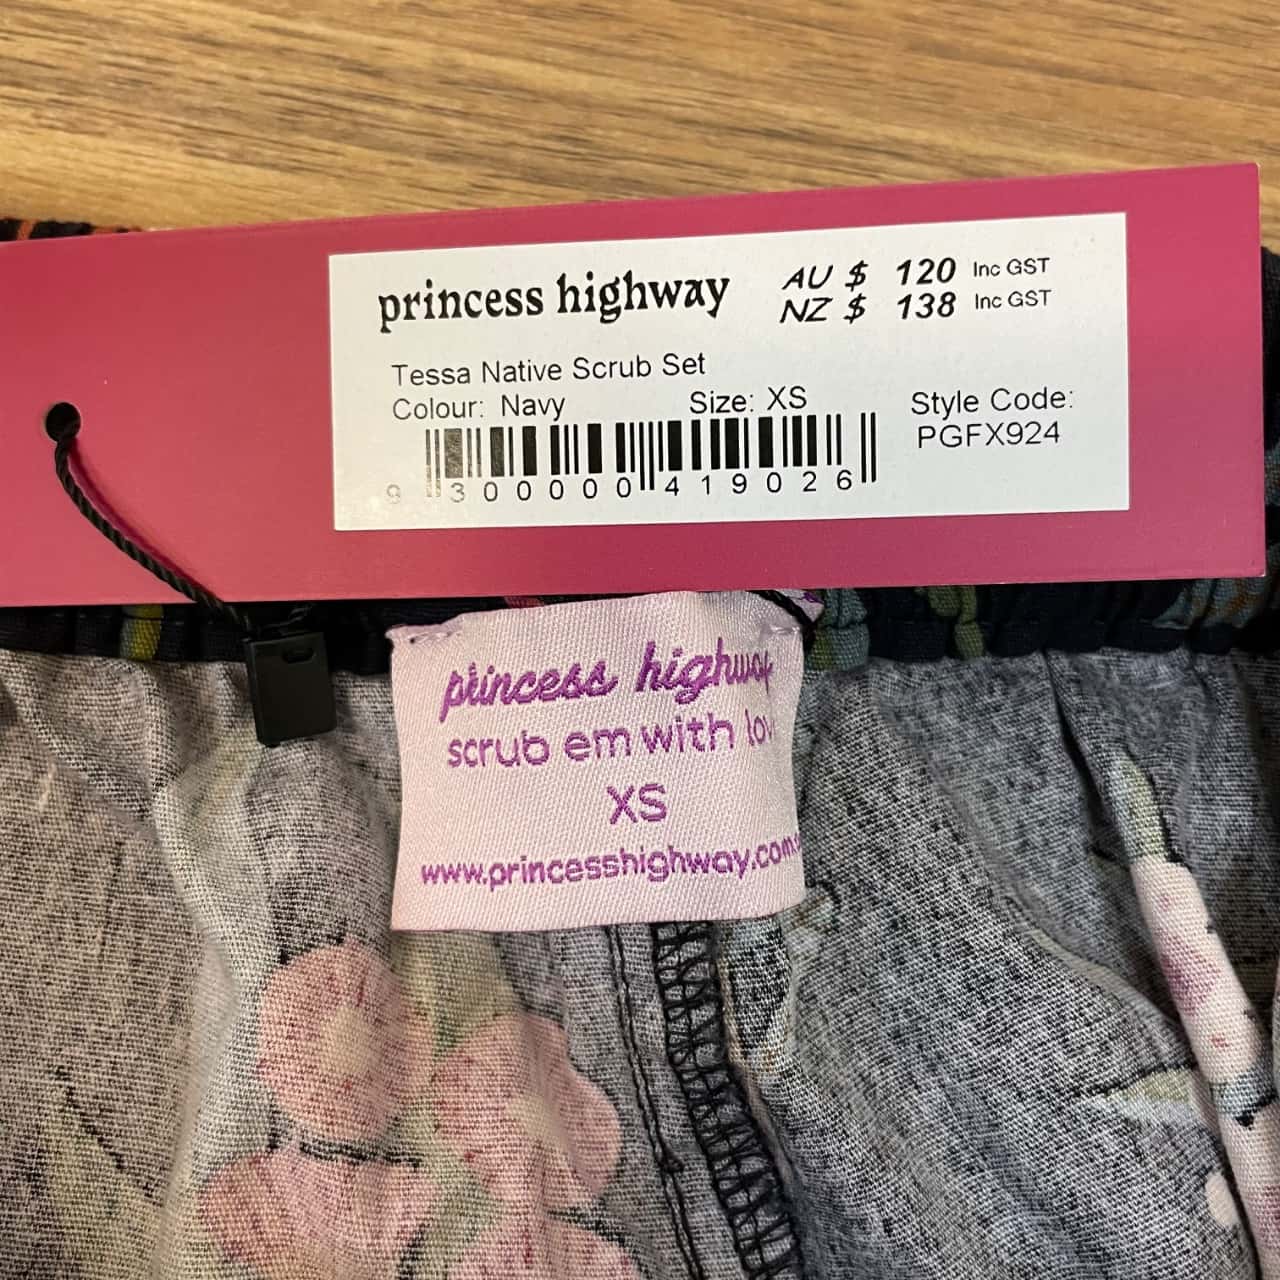 princess highway
AU $ 120 Inc GST
NZ $ 138 Inc GST
Tessa Native Scrub Set
Colour: Navy Size: XS
Style Code:
PGFX924
9 300000 419026
princess highway
scrub em with lov
XS
www.princesshighway.com.